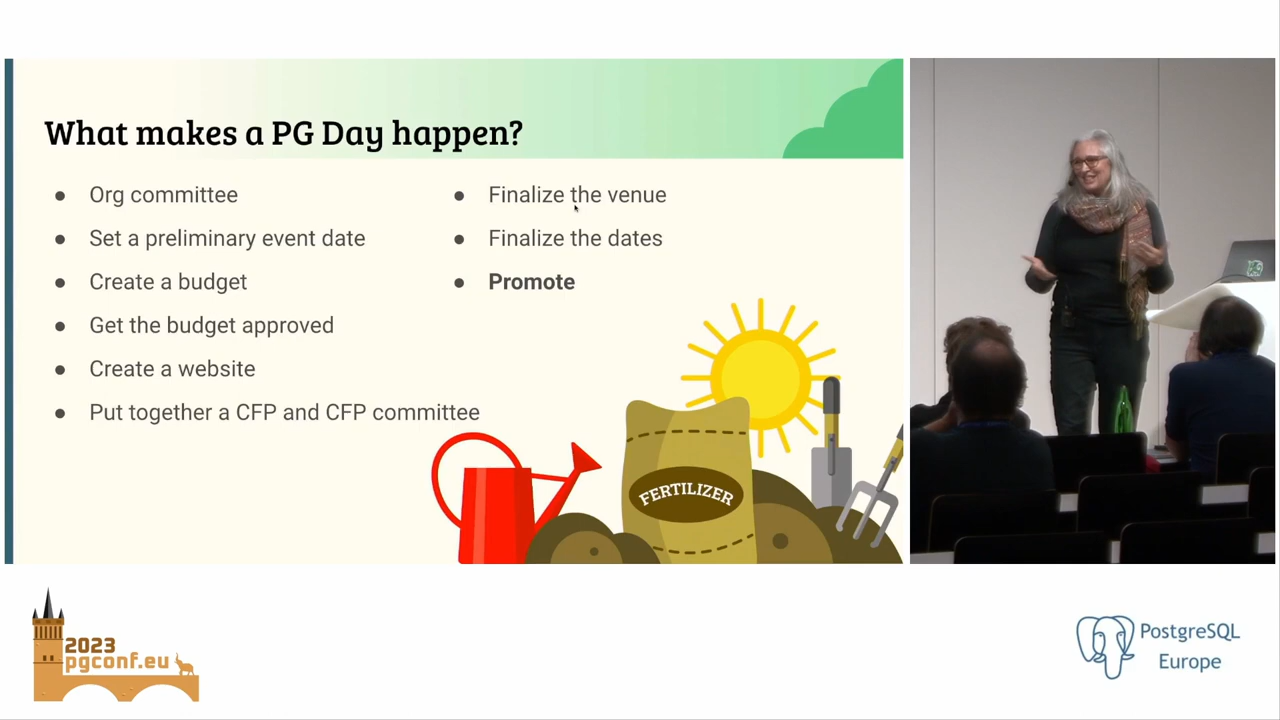 What makes a PG Day happen?
Org committee
Set a preliminary event date
Create a budget
Get the budget approved
Create a website
Put together a CFP and CFP committee
Finalize the venue
Finalize the dates
Promote
FERTILIZER
2023
pgconf.eu
PostgreSQL
Europe